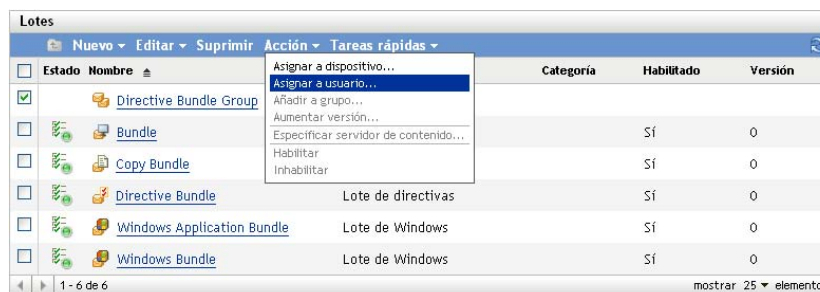 Lotes
Nuevo Editar Suprimir Acción Tareas rápidas
Estado Nombre Categoría Habilitado Versión
Asignar a dispositivo...
Asignar a usuario...
Añadir a grupo...
Aumentar versión...
Especificar servidor de contenido...
Habilitar
Inhabilitar
Directive Bundle Group
Bundle Sí 0
Copy Bundle Sí 0
Directive Bundle Lote de directivas Sí 0
Windows Application Bundle Lote de Windows Sí 0
Windows Bundle Lote de Windows Sí 0
1 - 6 de 6 mostrar 25 elemento